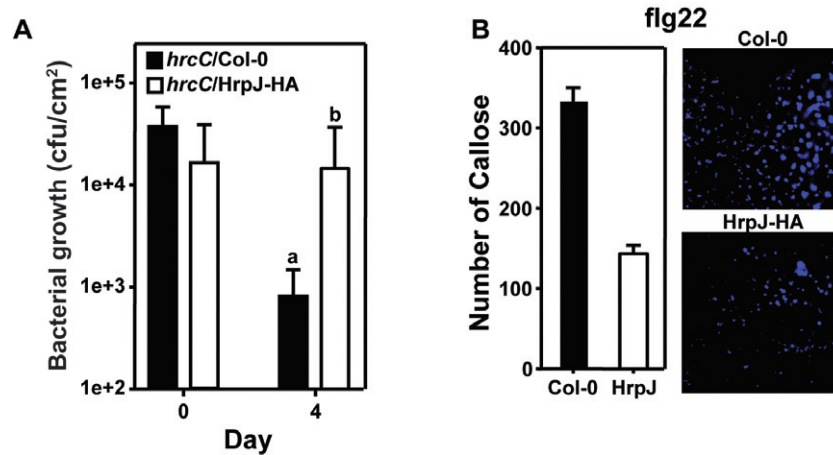 A
hrcC/Col-0
hrcC/HrpJ-HA
Bacterial growth (cfu/cm²)
1e+5
1e+4
1e+3
1e+2
a
b
0
4
Day
B
flg22
Number of Callose
400
300
200
100
0
Col-0
HrpJ
Col-0
HrpJ-HA